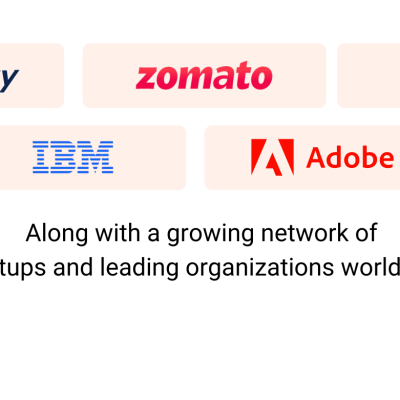 y
zomato
IBM
Adobe
Along with a growing network of
tups and leading organizations world